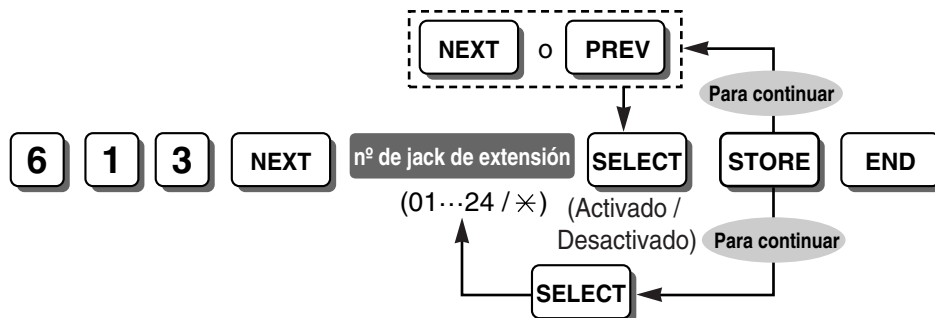 NEXT o PREV
Para continuar
6 1 3 NEXT nº de jack de extensión SELECT STORE END
(01···24 / ✳) (Activado /
Desactivado) Para continuar
SELECT